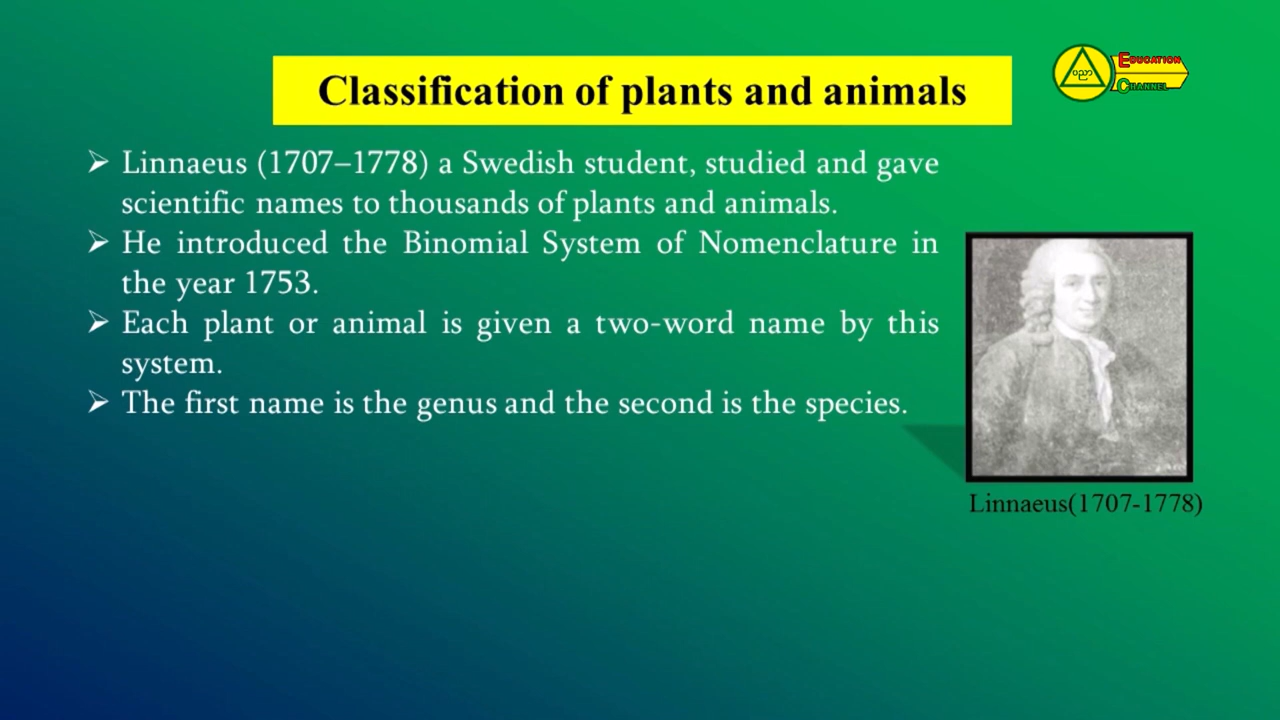 Classification of plants and animals
ပညာ
EDUCATION
CHANNEL
➢ Linnaeus (1707–1778) a Swedish student, studied and gave
scientific names to thousands of plants and animals.
➢ He introduced the Binomial System of Nomenclature in
the year 1753.
➢ Each plant or animal is given a two-word name by this
system.
➢ The first name is the genus and the second is the species.
Linnaeus(1707-1778)